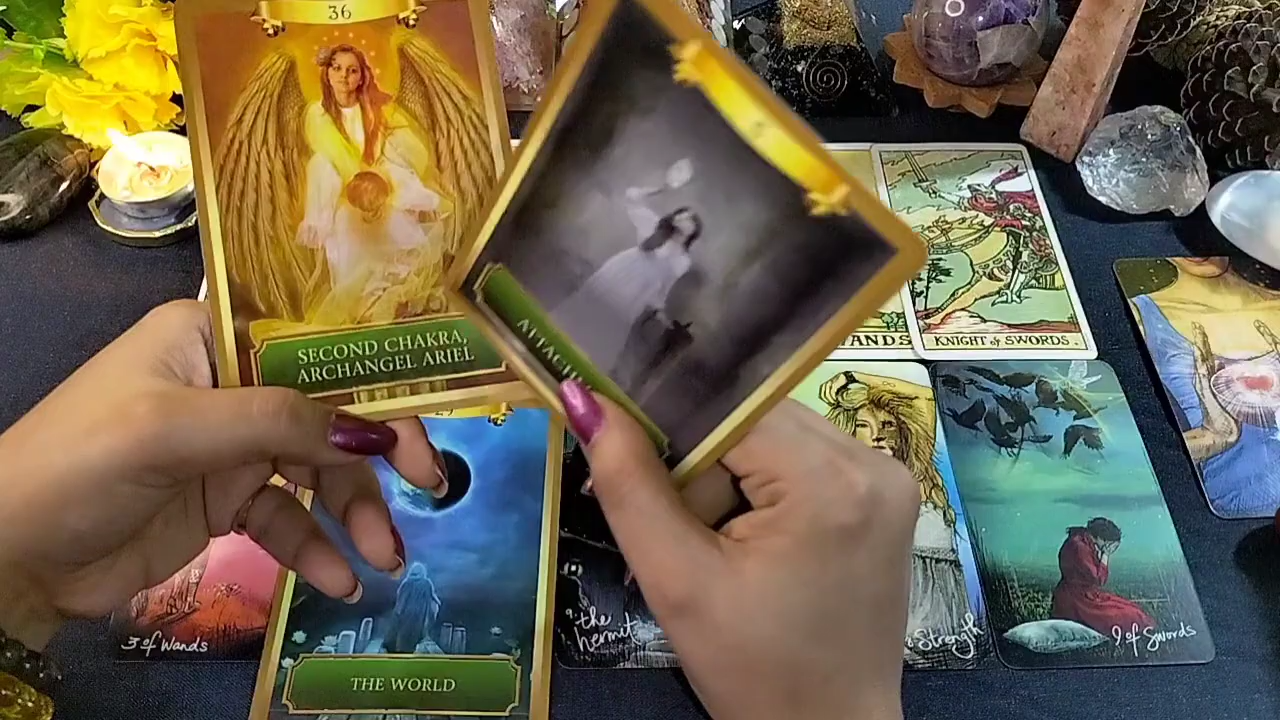 36
SECOND CHAKRA,
ARCHANGEL ARIEL
WANDS
KNIGHT of SWORDS.
3 of Wands
THE WORLD
9. the
hermit
Strength
9 of Swords